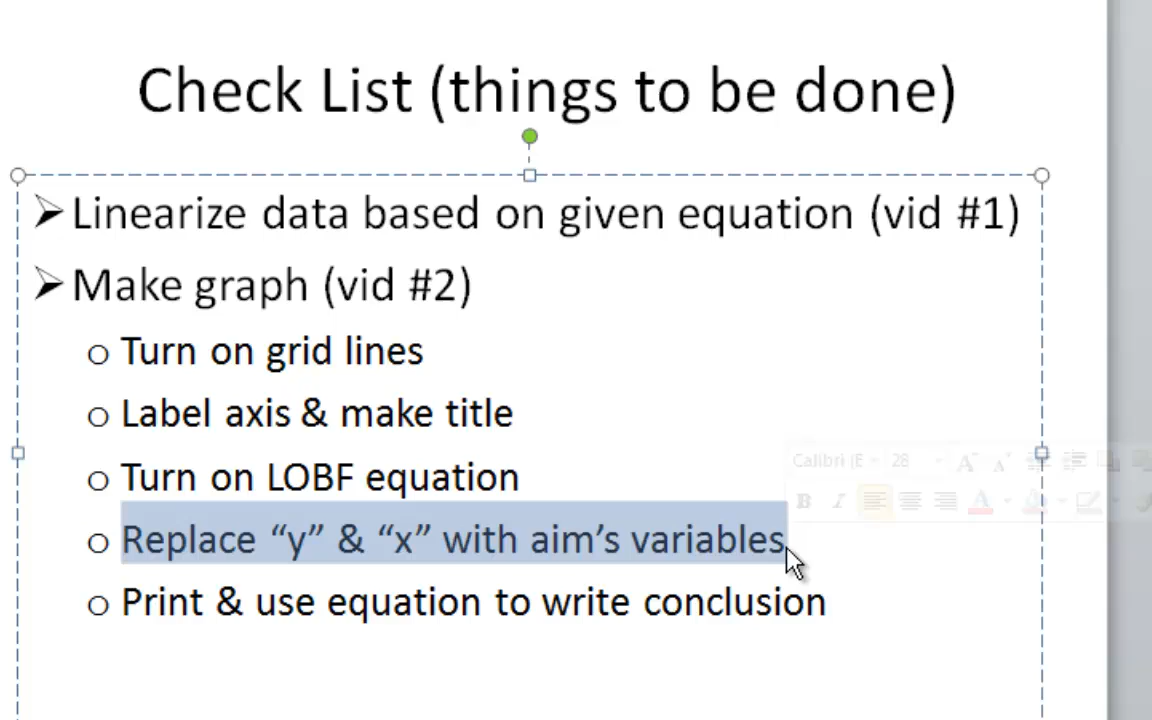 Check List (things to be done)
Linearize data based on given equation (vid #1)
Make graph (vid #2)
Turn on grid lines
Label axis & make title
Turn on LOBF equation
Calibri (E 28
B I A
Replace “y” & “x” with aim’s variables
Print & use equation to write conclusion